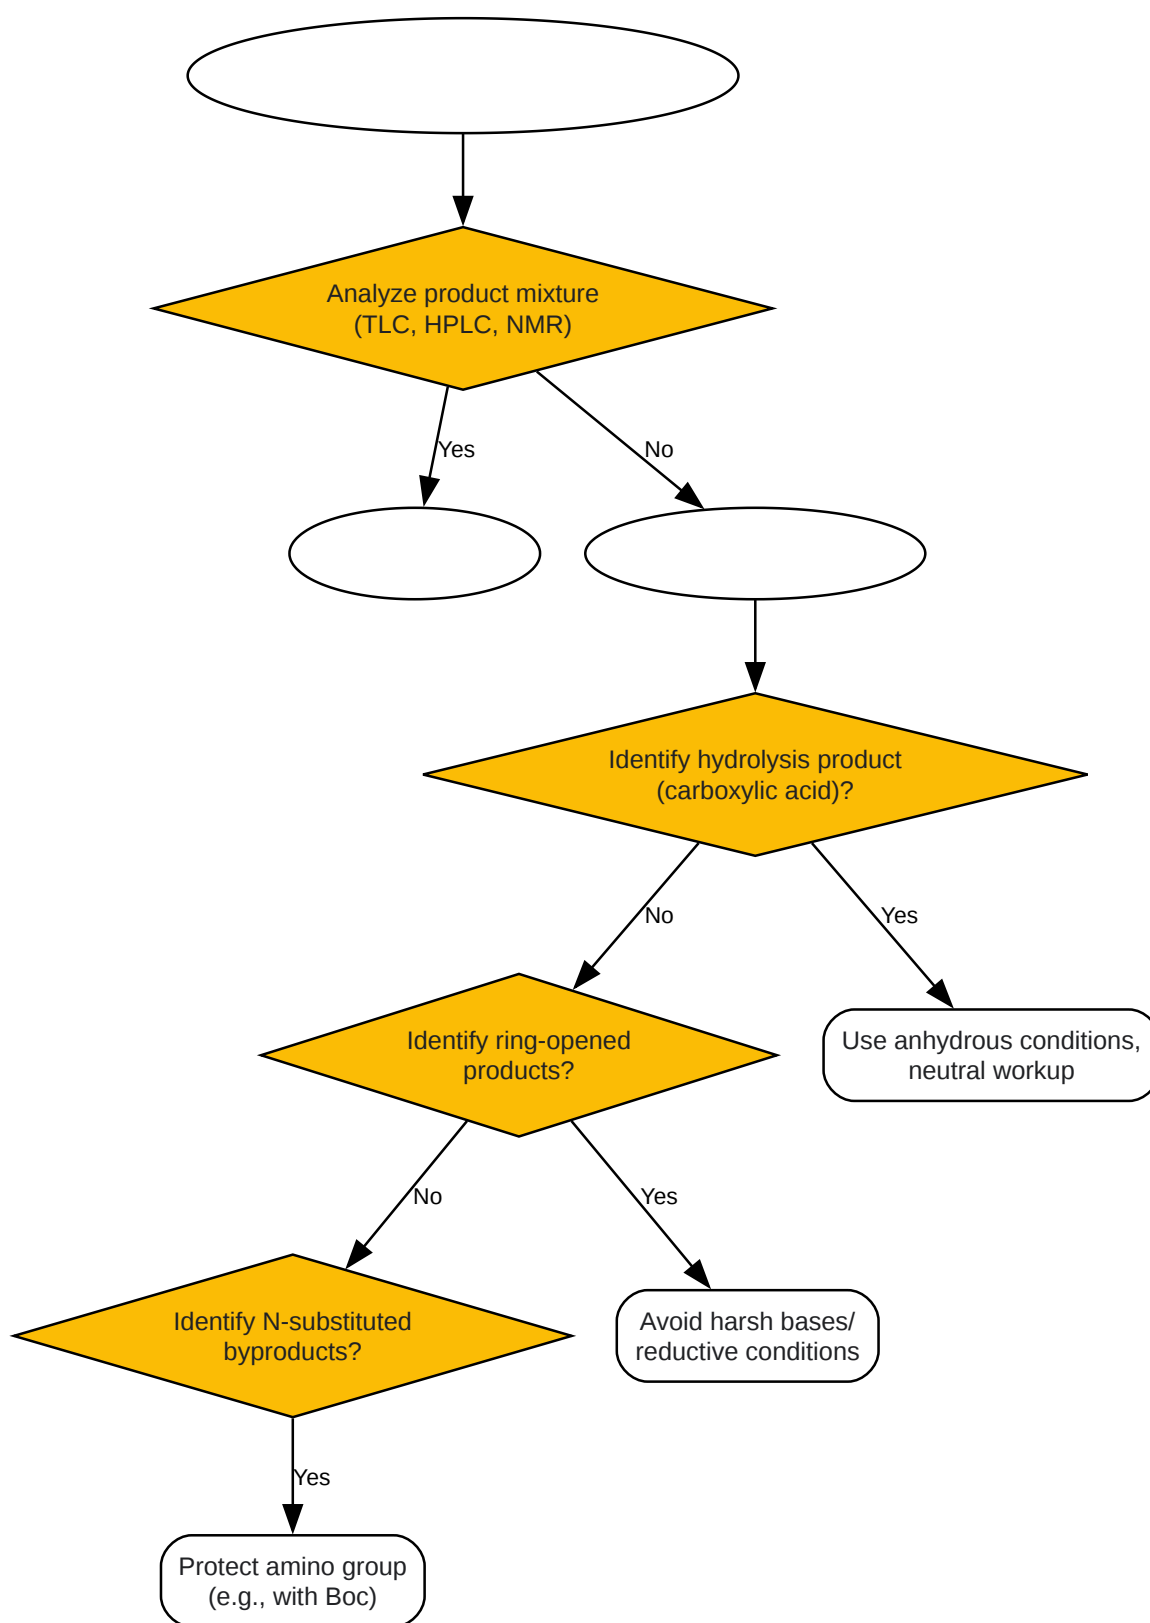 Analyze product mixture
(TLC, HPLC, NMR)
Yes
No
Identify hydrolysis product
(carboxylic acid)?
No
Yes
Identify ring-opened
products?
Use anhydrous conditions,
neutral workup
No
Yes
Identify N-substituted
byproducts?
Avoid harsh bases/
reductive conditions
Yes
Protect amino group
(e.g., with Boc)